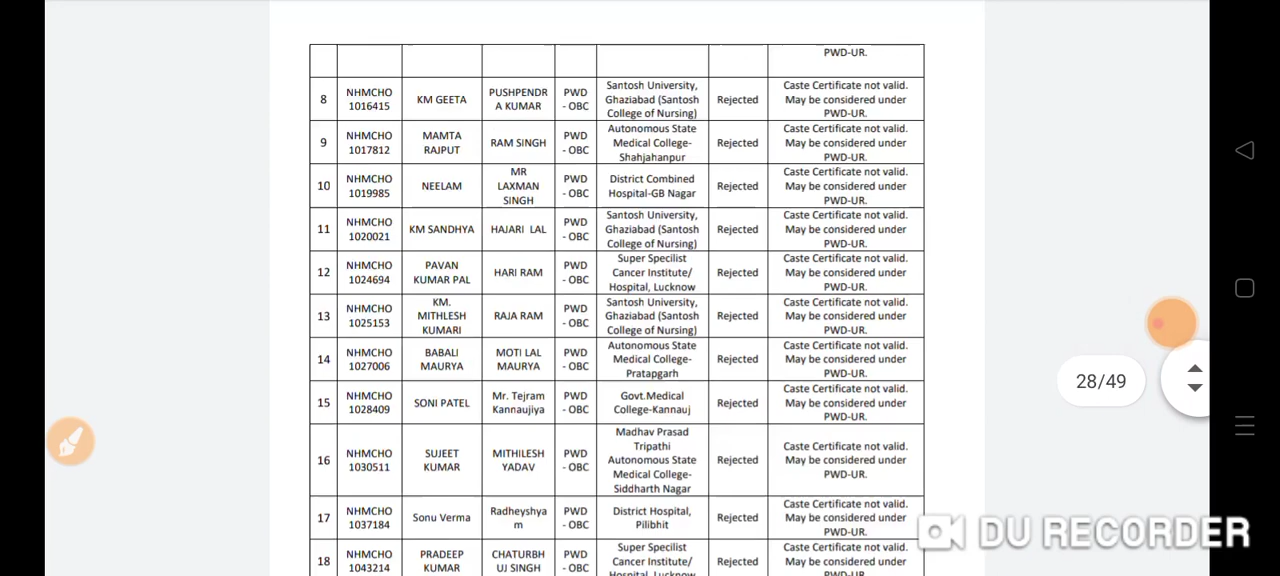 PWD-UR.
8 NHMCHO 1016415 KM GEETA PUSHPENDR A KUMAR PWD - OBC Santosh University, Ghaziabad (Santosh College of Nursing) Rejected Caste Certificate not valid. May be considered under PWD-UR.
9 NHMCHO 1017812 MAMTA RAJPUT RAM SINGH PWD - OBC Autonomous State Medical College- Shahjahanpur Rejected Caste Certificate not valid. May be considered under PWD-UR.
10 NHMCHO 1019985 NEELAM MR LAXMAN SINGH PWD - OBC District Combined Hospital-GB Nagar Rejected Caste Certificate not valid. May be considered under PWD-UR.
11 NHMCHO 1020021 KM SANDHYA HAJARI LAL PWD - OBC Santosh University, Ghaziabad (Santosh College of Nursing) Rejected Caste Certificate not valid. May be considered under PWD-UR.
12 NHMCHO 1024694 PAVAN KUMAR PAL HARI RAM PWD - OBC Super Specilist Cancer Institute/ Hospital, Lucknow Rejected Caste Certificate not valid. May be considered under PWD-UR.
13 NHMCHO 1025153 KM. MITHLESH KUMARI RAJA RAM PWD - OBC Santosh University, Ghaziabad (Santosh College of Nursing) Rejected Caste Certificate not valid. May be considered under PWD-UR.
14 NHMCHO 1027006 BABALI MAURYA MOTI LAL MAURYA PWD - OBC Autonomous State Medical College- Pratapgarh Rejected Caste Certificate not valid. May be considered under PWD-UR.
15 NHMCHO 1028409 SONI PATEL Mr. Tejram Kannaujiya PWD - OBC Govt.Medical College-Kannauj Rejected Caste Certificate not valid. May be considered under PWD-UR.
16 NHMCHO 1030511 SUJEET KUMAR MITHILESH YADAV PWD - OBC Madhav Prasad Tripathi Autonomous State Medical College- Siddharth Nagar Rejected Caste Certificate not valid. May be considered under PWD-UR.
17 NHMCHO 1037184 Sonu Verma Radheyshya m PWD - OBC District Hospital, Pilibhit Rejected Caste Certificate not valid. May be considered under PWD-UR.
18 NHMCHO 1043214 PRADEEP KUMAR CHATURBH UJ SINGH PWD - OBC Super Specilist Cancer Institute/ Hospital, Lucknow Rejected Caste Certificate not valid. May be considered under PWD-UR.
28/49
DU RECORDER